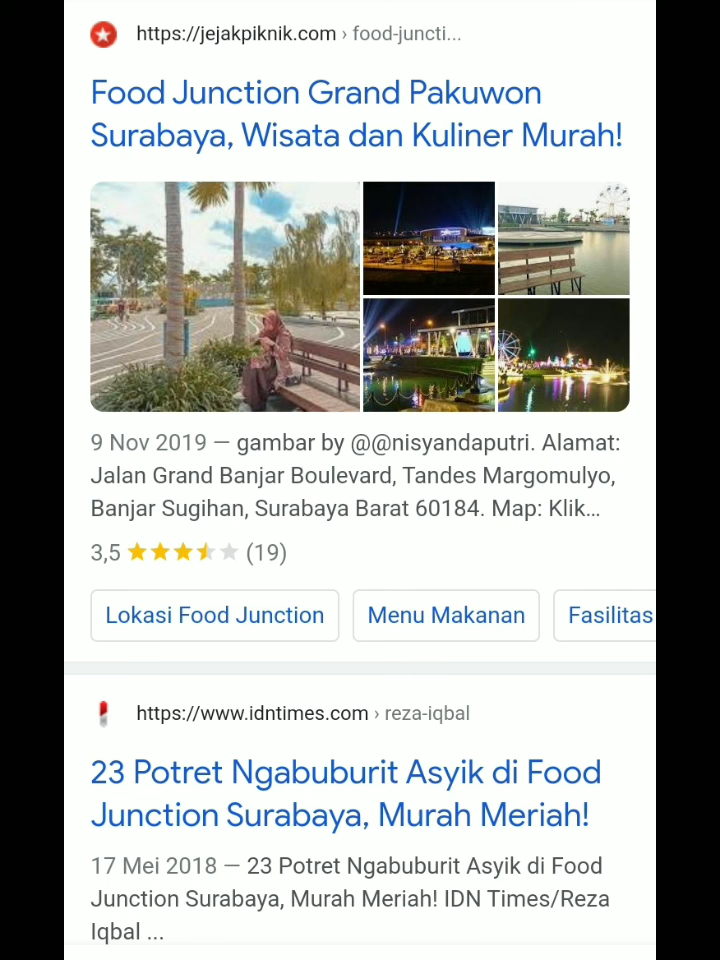 https://jejakpiknik.com › food-juncti...
Food Junction Grand Pakuwon
Surabaya, Wisata dan Kuliner Murah!
9 Nov 2019 — gambar by @@nisyandaputri. Alamat:
Jalan Grand Banjar Boulevard, Tandes Margomulyo,
Banjar Sugihan, Surabaya Barat 60184. Map: Klik...
3,5 (19)
Lokasi Food Junction Menu Makanan Fasilitas
https://www.idntimes.com › reza-iqbal
23 Potret Ngabuburit Asyik di Food
Junction Surabaya, Murah Meriah!
17 Mei 2018 — 23 Potret Ngabuburit Asyik di Food
Junction Surabaya, Murah Meriah! IDN Times/Reza
Iqbal ...